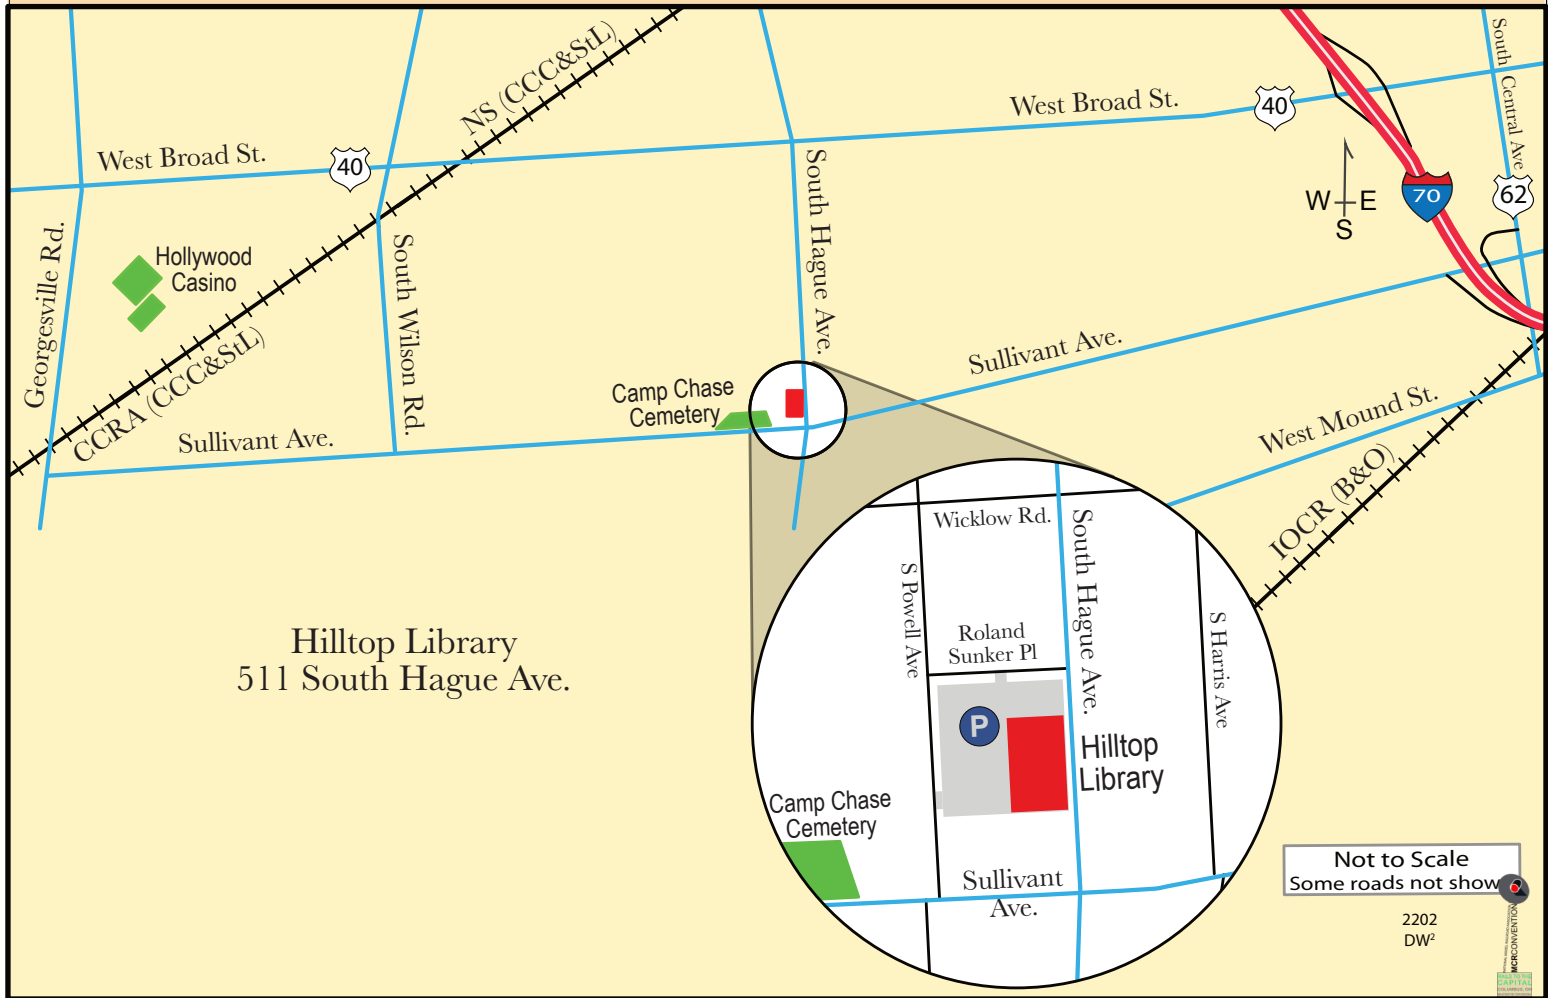 South Central Ave
NS (CCC&StL)
West Broad St.
40
West Broad St.
40
South Hague Ave.
70
62
W E
S
Georgesville Rd.
Hollywood
Casino
South Wilson Rd.
CCRA (CCC&StL)
Sullivant Ave.
Sullivant Ave.
Camp Chase
Cemetery
West Mound St.
IOCR (B&O)
Hilltop Library
511 South Hague Ave.
Wicklow Rd.
South Hague Ave.
S Powell Ave
Roland
Sunker Pl
S Harris Ave
P
Hilltop
Library
Camp Chase
Cemetery
Sullivant
Ave.
Not to Scale
Some roads not show
2202
DW²
MCRCONVENTION
CAPITAL